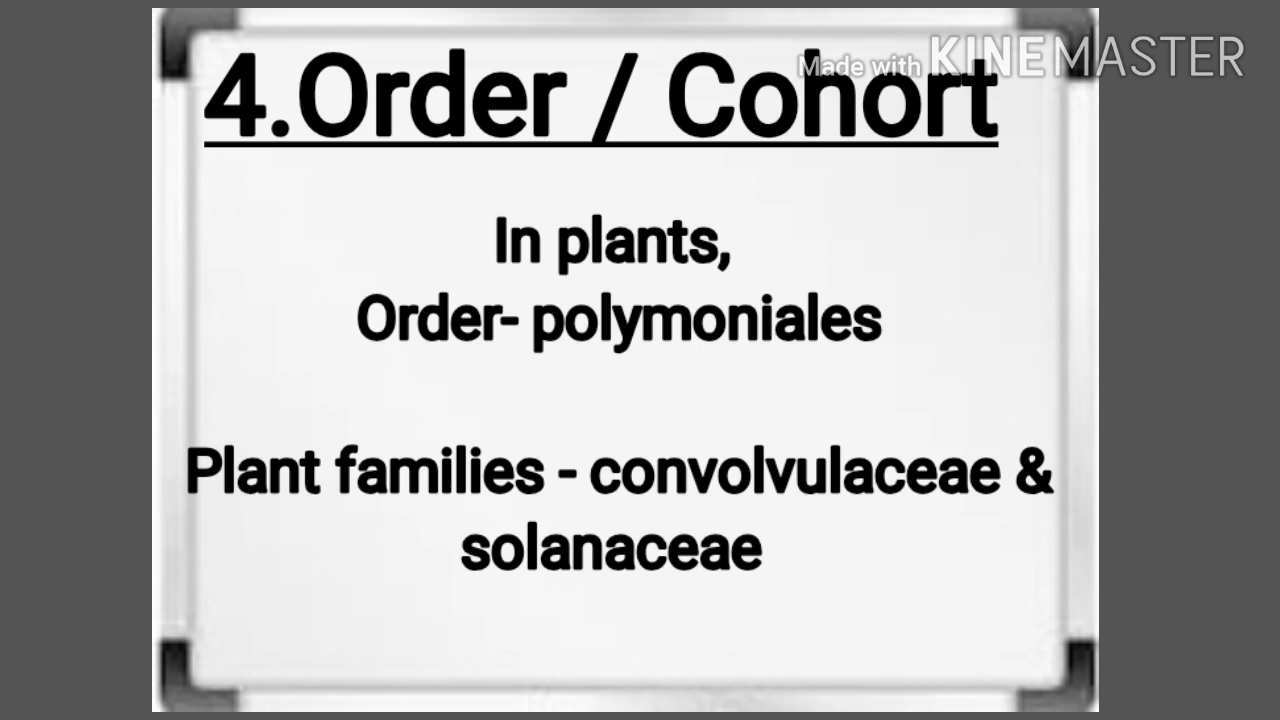 Made with KINEMASTER
4.Order / Cohort
In plants,
Order- polymoniales
Plant families - convolvulaceae &
solanaceae